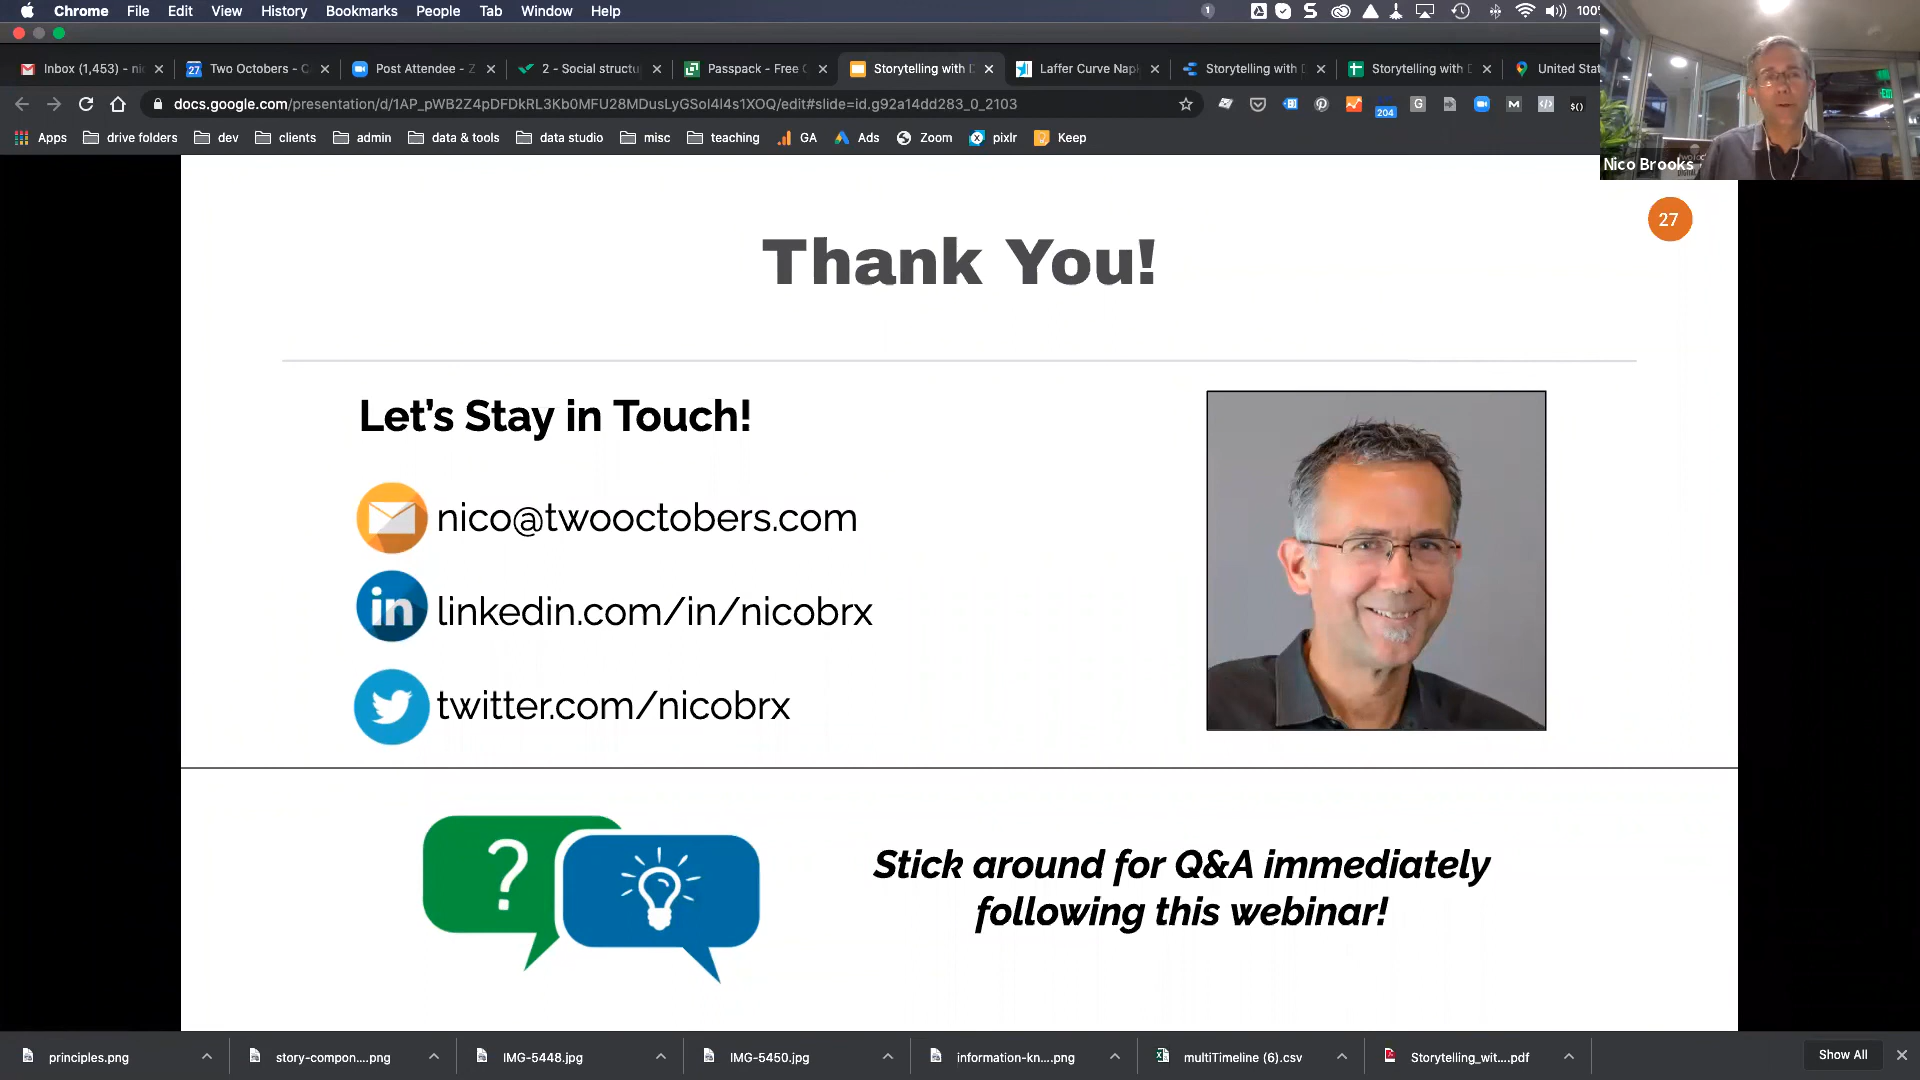 Chrome File Edit View History Bookmarks People Tab Window Help
Inbox (1,453) - ni
27 Two Octobers - C
Post Attendee - Z
2 - Social structu
Passpack - Free
Storytelling with
Laffer Curve Nap
Storytelling with
Storytelling with
United Stat
docs.google.com/presentation/d/1AP_pWB2Z4pDFDkRL3Kb0MFU28MDusLyGSol4l4s1XOQ/edit#slide=id.g92a14dd283_0_2103
204
Apps drive folders dev clients admin data & tools data studio misc teaching GA Ads Zoom pixlr Keep
Nico Brooks
27
Thank You!
Let's Stay in Touch!
nico@twooctobers.com
in linkedin.com/in/nicobrx
twitter.com/nicobrx
?
Stick around for Q&A immediately
following this webinar!
principles.png
story-compon....png
IMG-5448.jpg
IMG-5450.jpg
information-kn....png
multiTimeline (6).csv
Storytelling_wit....pdf
Show All